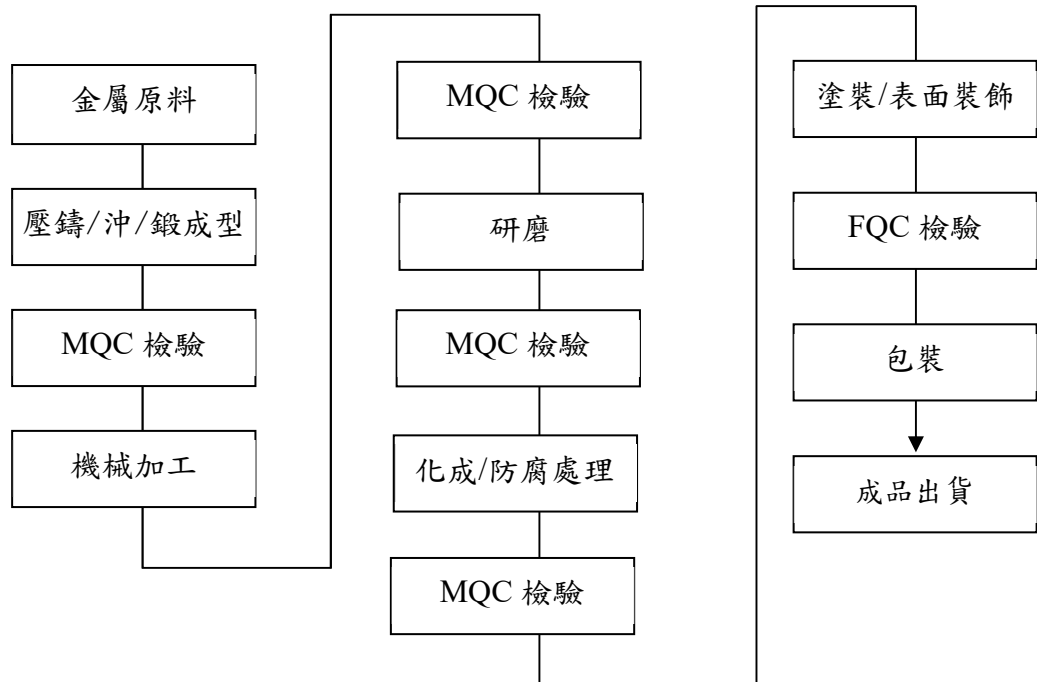 金屬原料
壓鑄/沖/鍛成型
MQC 檢驗
機械加工
MQC 檢驗
研磨
MQC 檢驗
化成/防腐處理
MQC 檢驗
塗裝/表面裝飾
FQC 檢驗
包裝
成品出貨